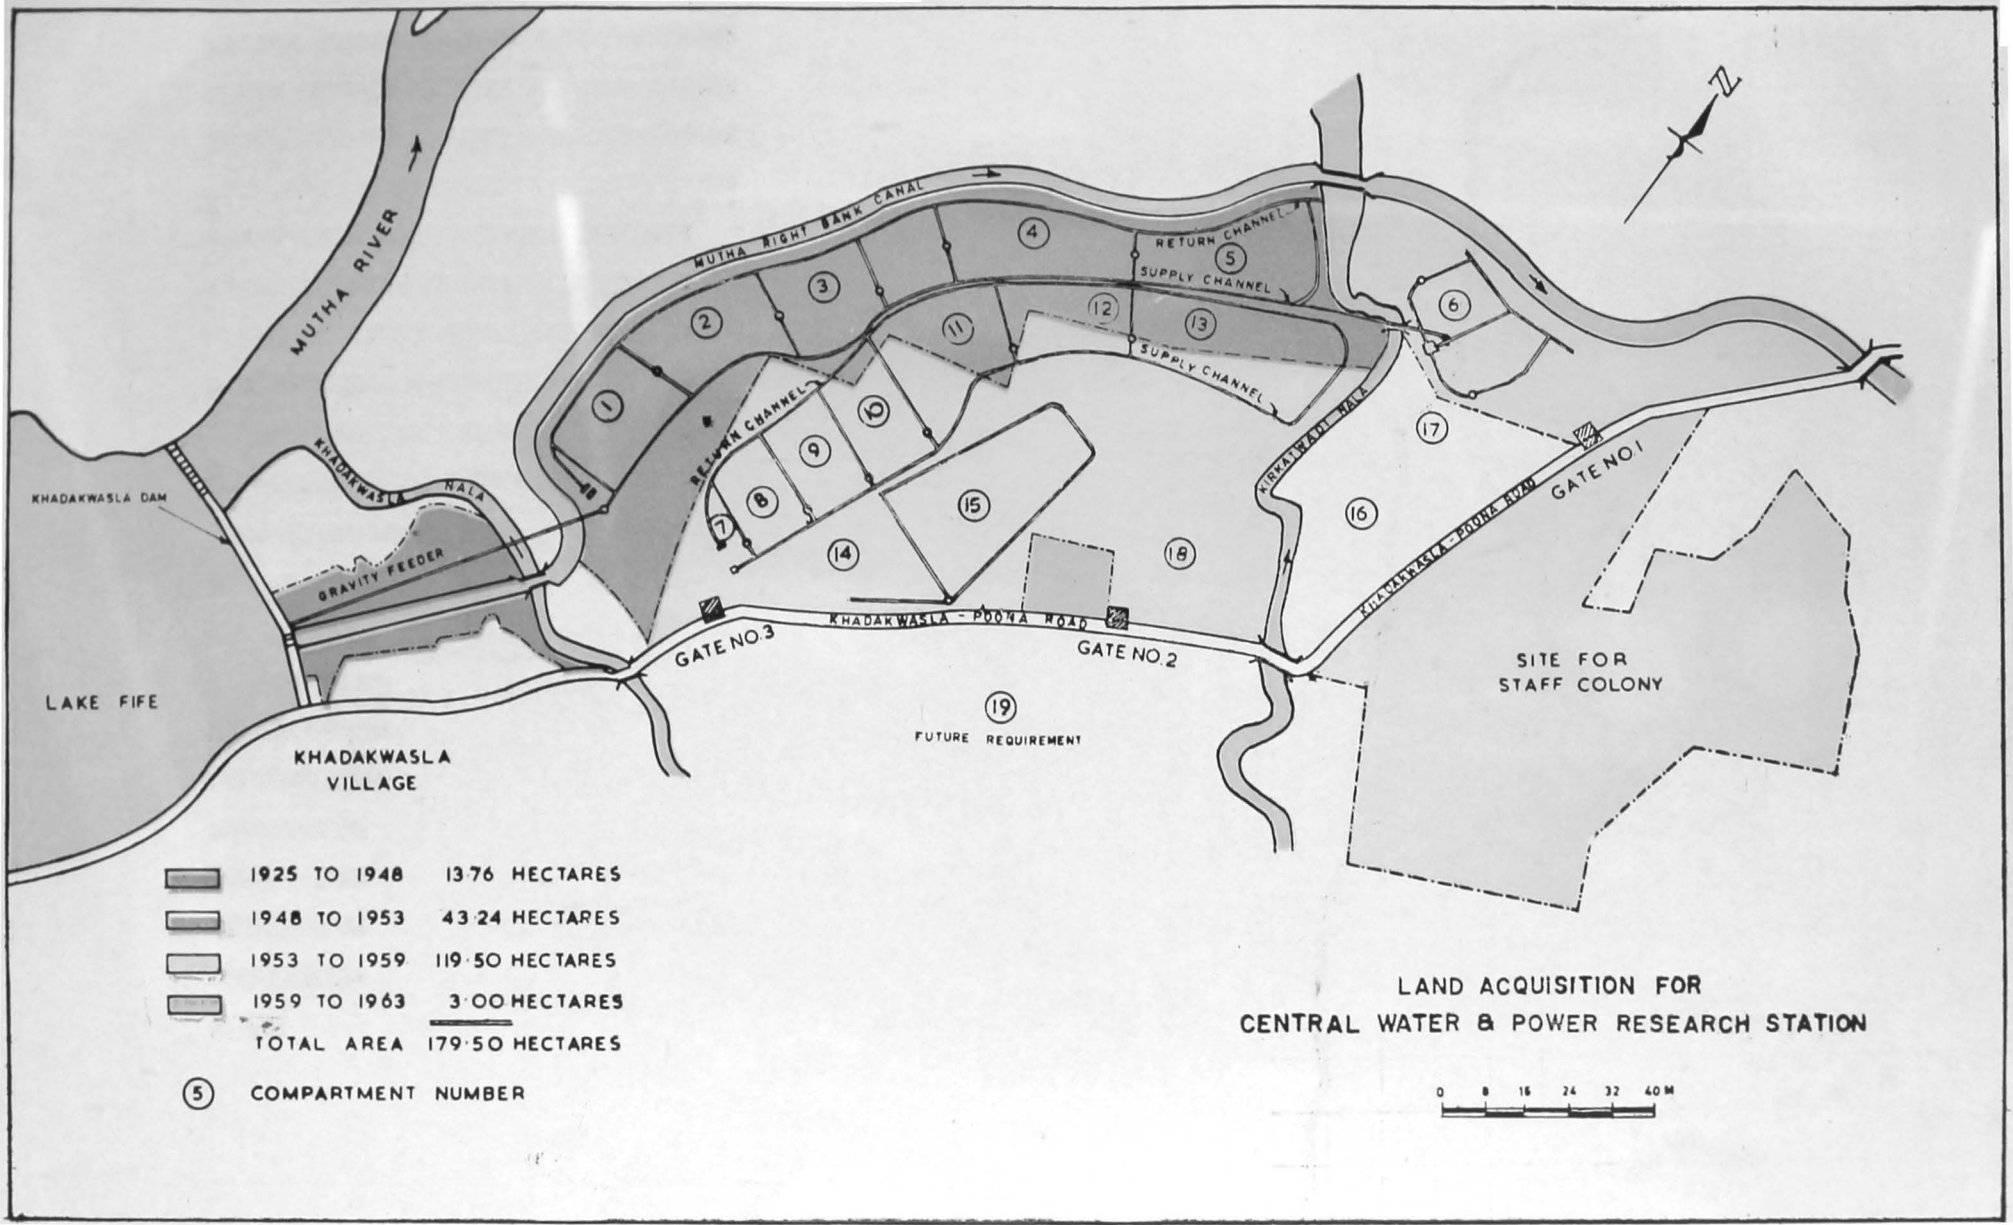 N
MUTHA RIVER
MUTHA RIGHT BANK CANAL
RETURN CHANNEL
SUPPLY CHANNEL
1
2
3
4
5
6
11
12
13
SUPPLY CHANNEL
RETURN CHANNEL
7
8
9
10
14
15
16
17
18
KHADAKWASLA NALA
KHADAKWASLA DAM
GRAVITY FEEDER
KIRKATWADI NALA
GATE NO.1
KHADAKWASLA-POONA ROAD
KHADAKWASLA - POONA ROAD
GATE NO.3
GATE NO.2
SITE FOR
STAFF COLONY
LAKE FIFE
19
FUTURE REQUIREMENT
KHADAKWASLA
VILLAGE
1925 TO 1948 13.76 HECTARES
1948 TO 1953 43.24 HECTARES
1953 TO 1959 119.50 HECTARES
1959 TO 1963 3.00 HECTARES
TOTAL AREA 179.50 HECTARES
5 COMPARTMENT NUMBER
LAND ACQUISITION FOR
CENTRAL WATER & POWER RESEARCH STATION
0 8 16 24 32 40 M